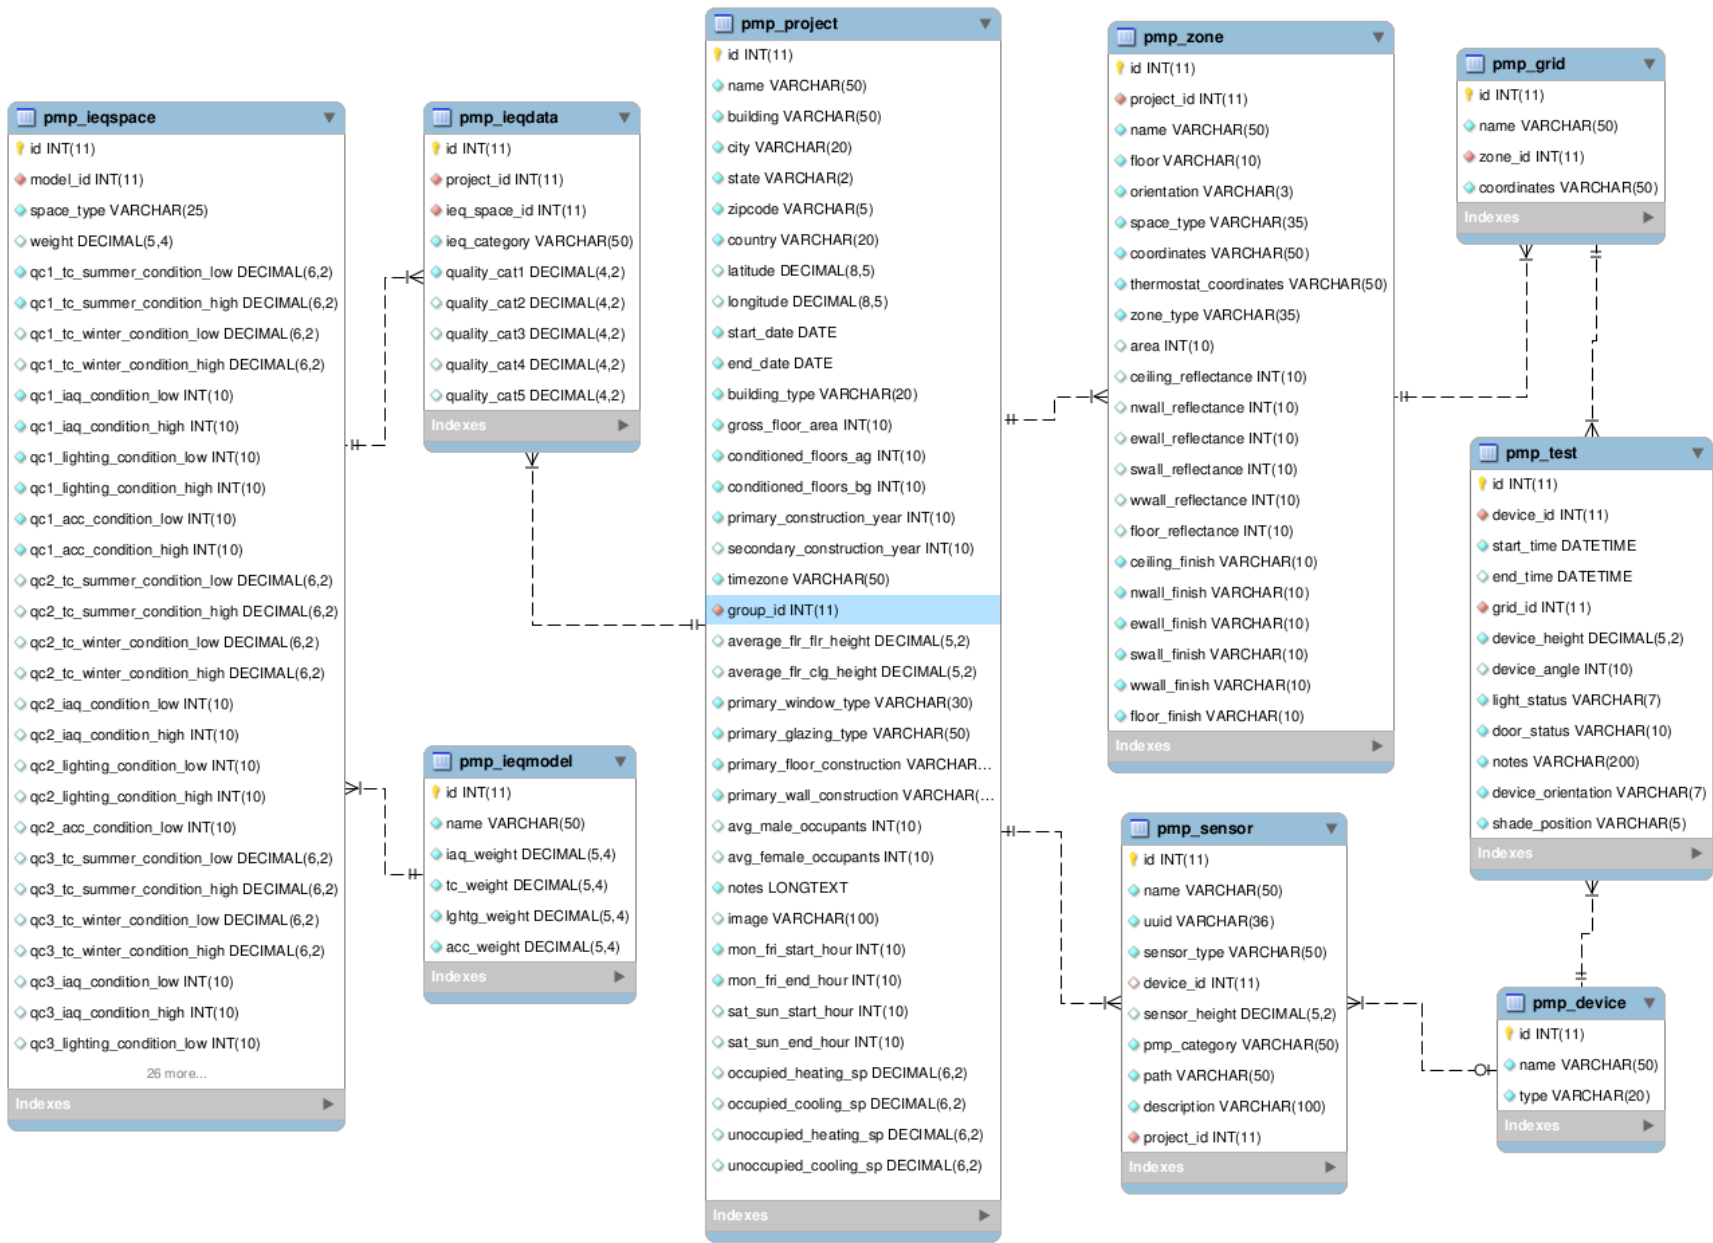 pmp_ieqspace
id INT(11)
model_id INT(11)
space_type VARCHAR(25)
weight DECIMAL(5,4)
qc1_tc_summer_condition_low DECIMAL(6,2)
qc1_tc_summer_condition_high DECIMAL(6,2)
qc1_tc_winter_condition_low DECIMAL(6,2)
qc1_tc_winter_condition_high DECIMAL(6,2)
qc1_iaq_condition_low INT(10)
qc1_iaq_condition_high INT(10)
qc1_lighting_condition_low INT(10)
qc1_lighting_condition_high INT(10)
qc1_acc_condition_low INT(10)
qc1_acc_condition_high INT(10)
qc2_tc_summer_condition_low DECIMAL(6,2)
qc2_tc_summer_condition_high DECIMAL(6,2)
qc2_tc_winter_condition_low DECIMAL(6,2)
qc2_tc_winter_condition_high DECIMAL(6,2)
qc2_iaq_condition_low INT(10)
qc2_iaq_condition_high INT(10)
qc2_lighting_condition_low INT(10)
qc2_lighting_condition_high INT(10)
qc2_acc_condition_low INT(10)
qc3_tc_summer_condition_low DECIMAL(6,2)
qc3_tc_summer_condition_high DECIMAL(6,2)
qc3_tc_winter_condition_low DECIMAL(6,2)
qc3_tc_winter_condition_high DECIMAL(6,2)
qc3_iaq_condition_low INT(10)
qc3_iaq_condition_high INT(10)
qc3_lighting_condition_low INT(10)
26 more...
Indexes
pmp_ieqdata
id INT(11)
project_id INT(11)
ieq_space_id INT(11)
ieq_category VARCHAR(50)
quality_cat1 DECIMAL(4,2)
quality_cat2 DECIMAL(4,2)
quality_cat3 DECIMAL(4,2)
quality_cat4 DECIMAL(4,2)
quality_cat5 DECIMAL(4,2)
Indexes
pmp_ieqmodel
id INT(11)
name VARCHAR(50)
iaq_weight DECIMAL(5,4)
tc_weight DECIMAL(5,4)
lghtg_weight DECIMAL(5,4)
acc_weight DECIMAL(5,4)
Indexes
pmp_project
id INT(11)
name VARCHAR(50)
building VARCHAR(50)
city VARCHAR(20)
state VARCHAR(2)
zipcode VARCHAR(5)
country VARCHAR(20)
latitude DECIMAL(8,5)
longitude DECIMAL(8,5)
start_date DATE
end_date DATE
building_type VARCHAR(20)
gross_floor_area INT(10)
conditioned_floors_ag INT(10)
conditioned_floors_bg INT(10)
primary_construction_year INT(10)
secondary_construction_year INT(10)
timezone VARCHAR(50)
group_id INT(11)
average_flr_flr_height DECIMAL(5,2)
average_flr_clg_height DECIMAL(5,2)
primary_window_type VARCHAR(30)
primary_glazing_type VARCHAR(50)
primary_floor_construction VARCHAR...
primary_wall_construction VARCHAR(...
avg_male_occupants INT(10)
avg_female_occupants INT(10)
notes LONGTEXT
image VARCHAR(100)
mon_fri_start_hour INT(10)
mon_fri_end_hour INT(10)
sat_sun_start_hour INT(10)
sat_sun_end_hour INT(10)
occupied_heating_sp DECIMAL(6,2)
occupied_cooling_sp DECIMAL(6,2)
unoccupied_heating_sp DECIMAL(6,2)
unoccupied_cooling_sp DECIMAL(6,2)
Indexes
pmp_zone
id INT(11)
project_id INT(11)
name VARCHAR(50)
floor VARCHAR(10)
orientation VARCHAR(3)
space_type VARCHAR(35)
coordinates VARCHAR(50)
thermostat_coordinates VARCHAR(50)
zone_type VARCHAR(35)
area INT(10)
ceiling_reflectance INT(10)
nwall_reflectance INT(10)
ewall_reflectance INT(10)
swall_reflectance INT(10)
wwall_reflectance INT(10)
floor_reflectance INT(10)
ceiling_finish VARCHAR(10)
nwall_finish VARCHAR(10)
ewall_finish VARCHAR(10)
swall_finish VARCHAR(10)
wwall_finish VARCHAR(10)
floor_finish VARCHAR(10)
Indexes
pmp_sensor
id INT(11)
name VARCHAR(50)
uuid VARCHAR(36)
sensor_type VARCHAR(50)
device_id INT(11)
sensor_height DECIMAL(5,2)
pmp_category VARCHAR(50)
path VARCHAR(50)
description VARCHAR(100)
project_id INT(11)
Indexes
pmp_grid
id INT(11)
name VARCHAR(50)
zone_id INT(11)
coordinates VARCHAR(50)
Indexes
pmp_test
id INT(11)
device_id INT(11)
start_time DATETIME
end_time DATETIME
grid_id INT(11)
device_height DECIMAL(5,2)
device_angle INT(10)
light_status VARCHAR(7)
door_status VARCHAR(10)
notes VARCHAR(200)
device_orientation VARCHAR(7)
shade_position VARCHAR(5)
Indexes
pmp_device
id INT(11)
name VARCHAR(50)
type VARCHAR(20)
Indexes